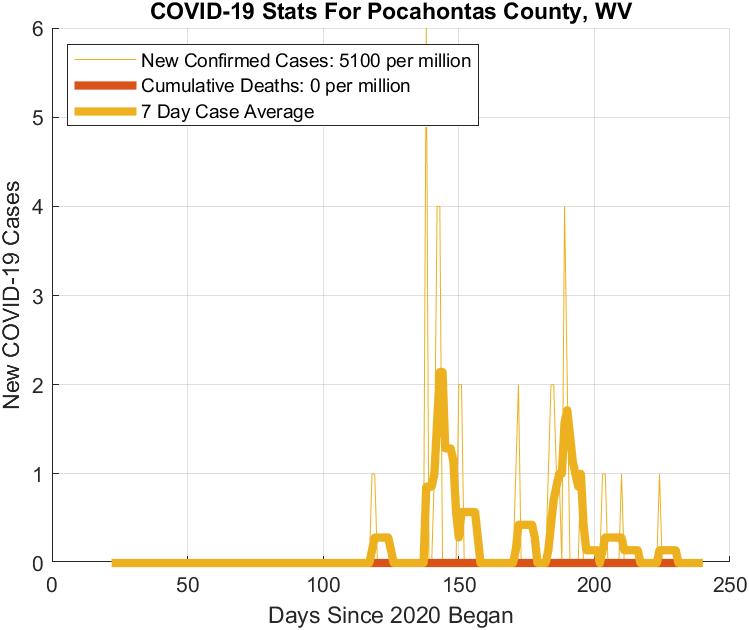 COVID-19 Stats For Pocahontas County, WV
New Confirmed Cases: 5100 per million
Cumulative Deaths: 0 per million
7 Day Case Average
New COVID-19 Cases
6
5
4
3
2
1
0
0 50 100 150 200 250
Days Since 2020 Began